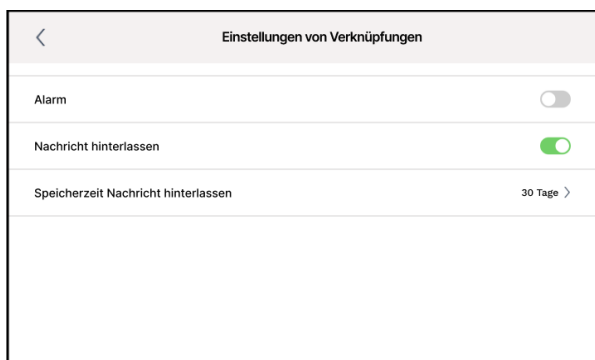 Einstellungen von Verknüpfungen
Alarm
Nachricht hinterlassen
Speicherzeit Nachricht hinterlassen 30 Tage